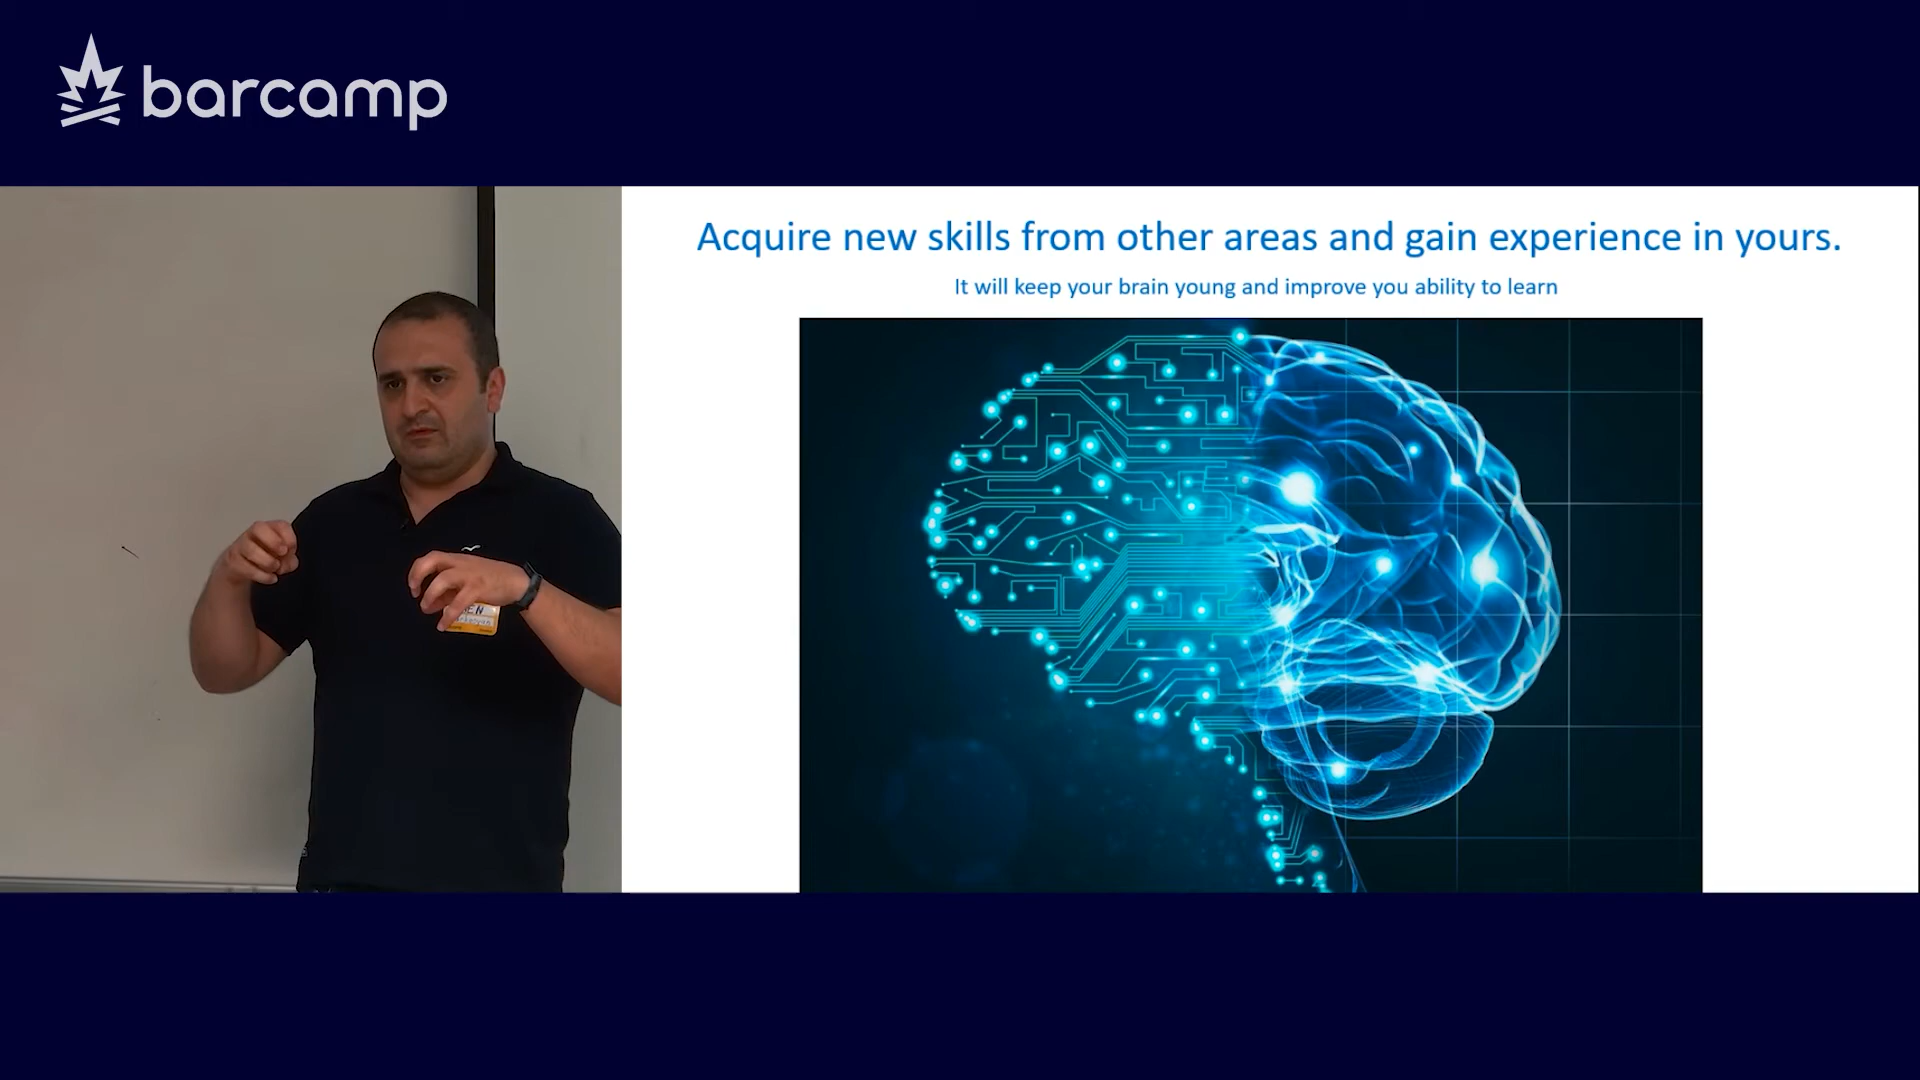 barcamp
Acquire new skills from other areas and gain experience in yours.
It will keep your brain young and improve you ability to learn